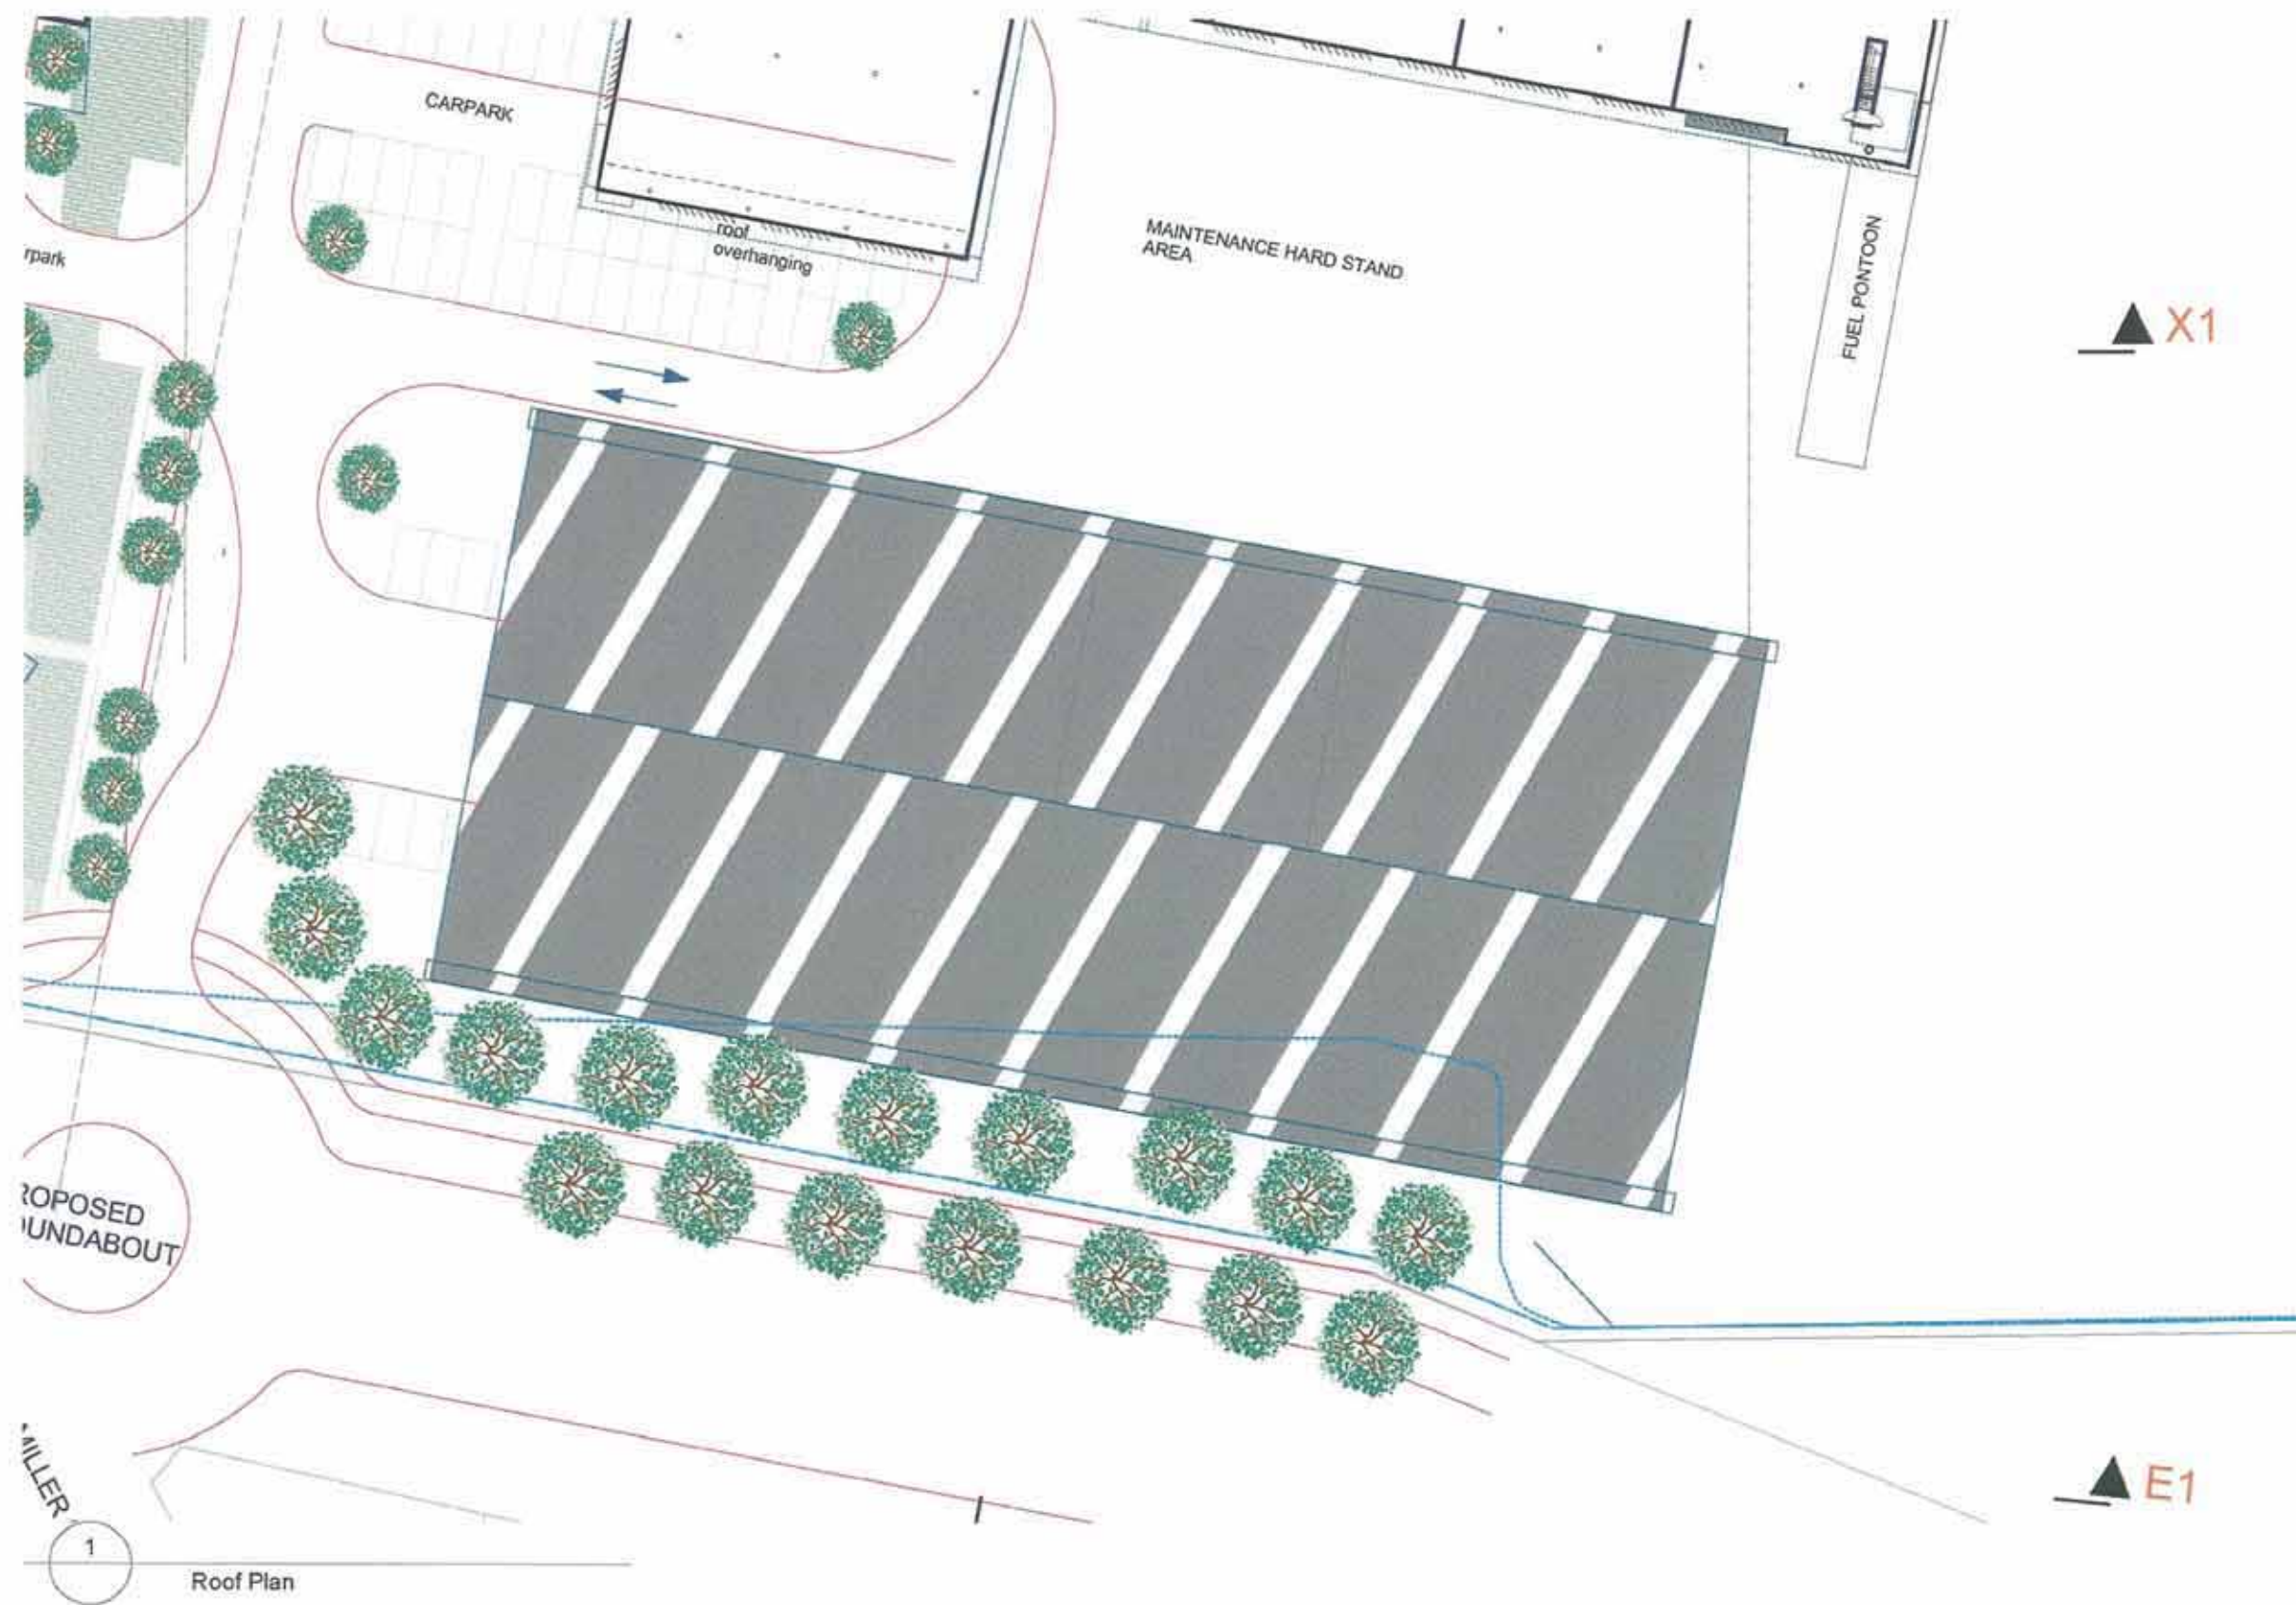 CARPARK
roof
overhanging
MAINTENANCE HARD STAND
AREA
FUEL PONTOON
rpark
X1
ROPOSED
UNDABOUT
MILLER
E1
1
Roof Plan